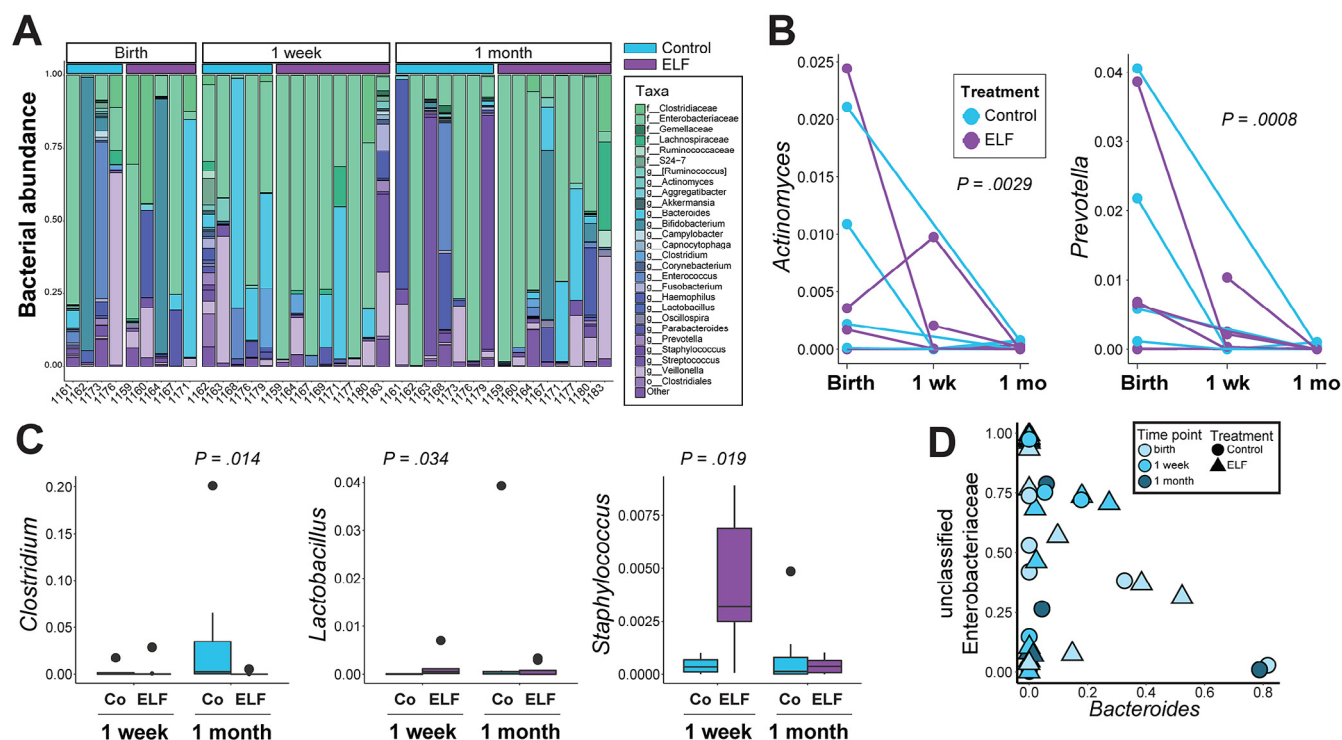 A
Birth
1 week
1 month
Control
ELF
Bacterial abundance
1.00
0.75
0.50
0.25
0.00
1161
1162
1173
1176
1159
1160
1164
1167
1171
1162
1163
1168
1176
1179
1159
1164
1167
1169
1171
1177
1180
1183
1161
1162
1163
1168
1173
1176
1179
1159
1160
1164
1167
1171
1177
1180
1183
Taxa
f__Clostridiaceae
f__Enterobacteriaceae
f__Gemellaceae
f__Lachnospiraceae
f__Ruminococcaceae
f__S24-7
g__[Ruminococcus]
g__Actinomyces
g__Aggregatibacter
g__Akkermansia
g__Bacteroides
g__Bifidobacterium
g__Campylobacter
g__Capnocytophaga
g__Clostridium
g__Corynebacterium
g__Enterococcus
g__Fusobacterium
g__Haemophilus
g__Lactobacillus
g__Oscillospira
g__Parabacteroides
g__Prevotella
g__Staphylococcus
g__Streptococcus
g__Veillonella
o__Clostridiales
Other
B
Actinomyces
0.025
0.020
0.015
0.010
0.005
0.000
Treatment
Control
ELF
P = .0029
Birth
1 wk
1 mo
Prevotella
0.04
0.03
0.02
0.01
0.00
P = .0008
Birth
1 wk
1 mo
C
P = .014
Clostridium
0.20
0.15
0.10
0.05
0.00
Co ELF
Co ELF
1 week
1 month
P = .034
Lactobacillus
0.04
0.03
0.02
0.01
0.00
Co ELF
Co ELF
1 week
1 month
P = .019
Staphylococcus
0.0075
0.0050
0.0025
0.0000
Co ELF
Co ELF
1 week
1 month
D
unclassified
Enterobacteriaceae
1.00
0.75
0.50
0.25
0.00
Time point
birth
1 week
1 month
Treatment
Control
ELF
0.0
0.2
0.4
0.6
0.8
Bacteroides